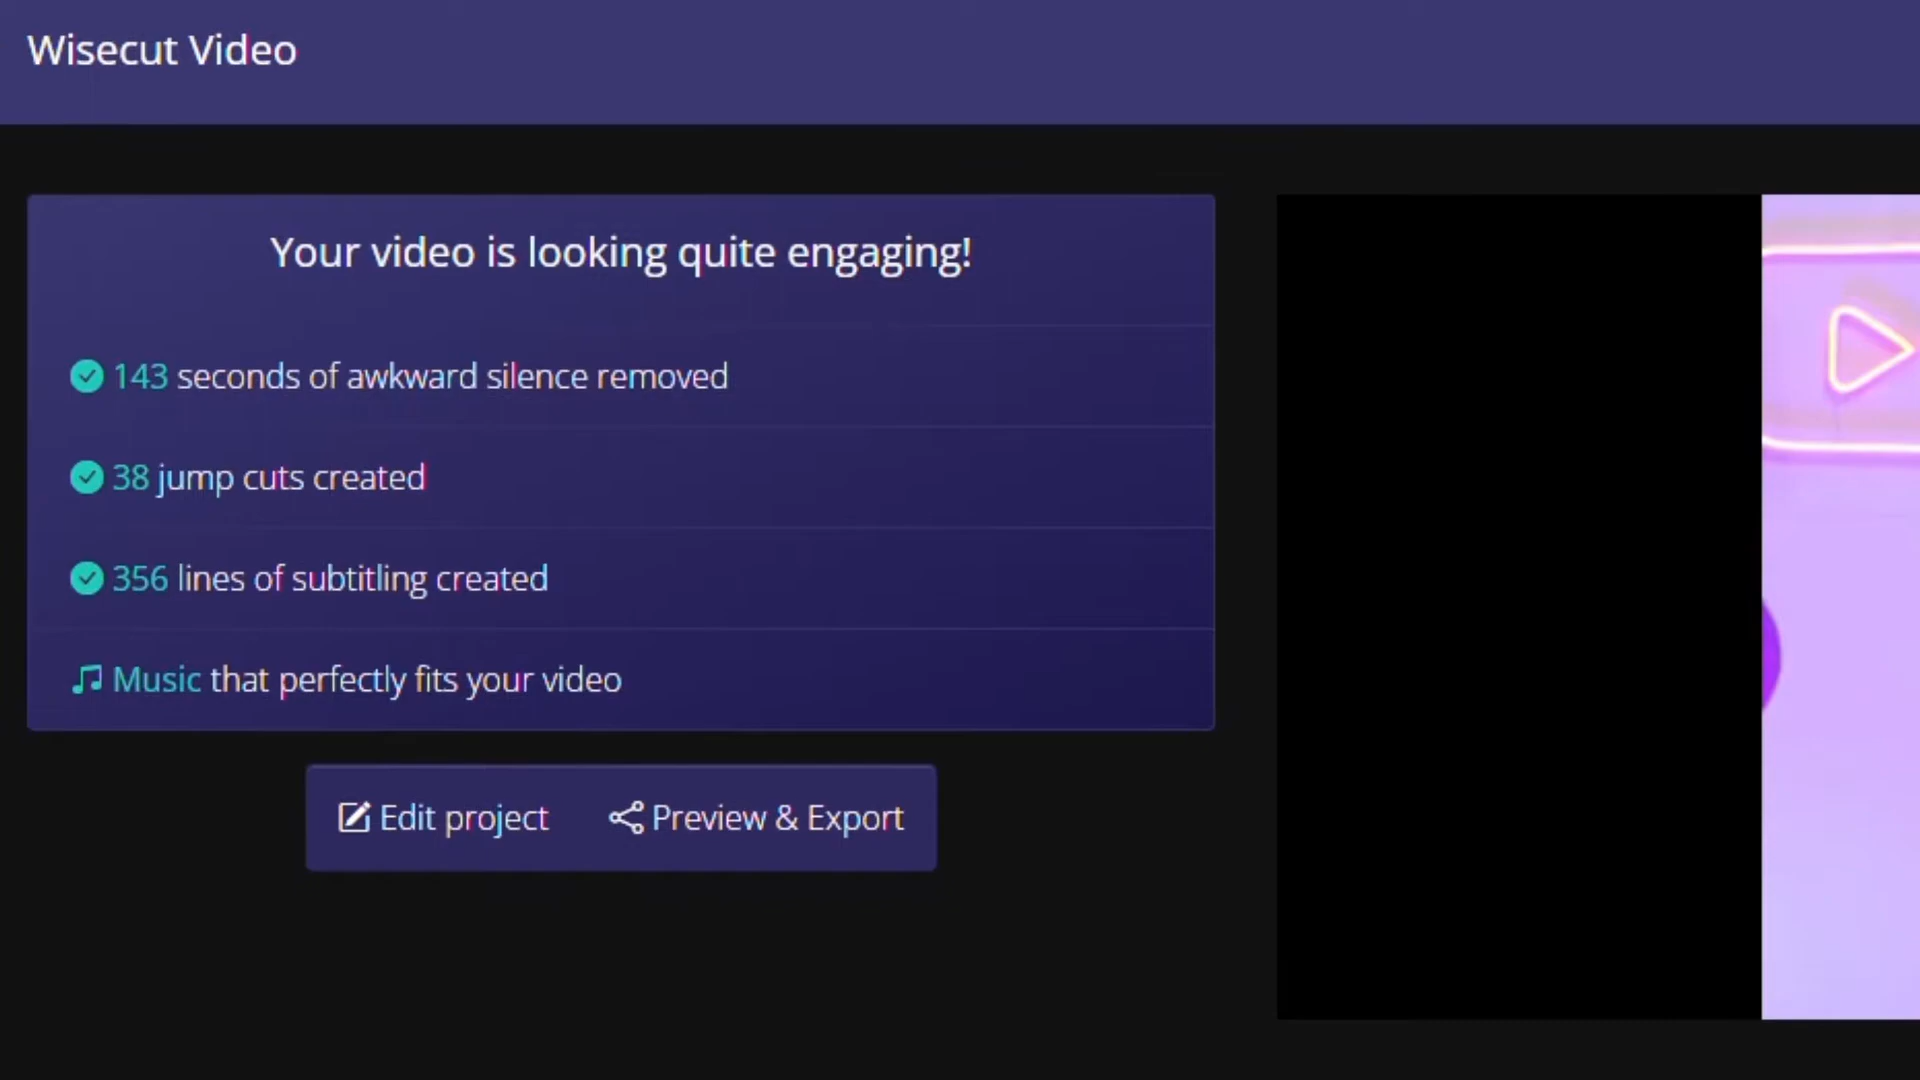 Wisecut Video
Your video is looking quite engaging!
143 seconds of awkward silence removed
38 jump cuts created
356 lines of subtitling created
Music that perfectly fits your video
Edit project
Preview & Export